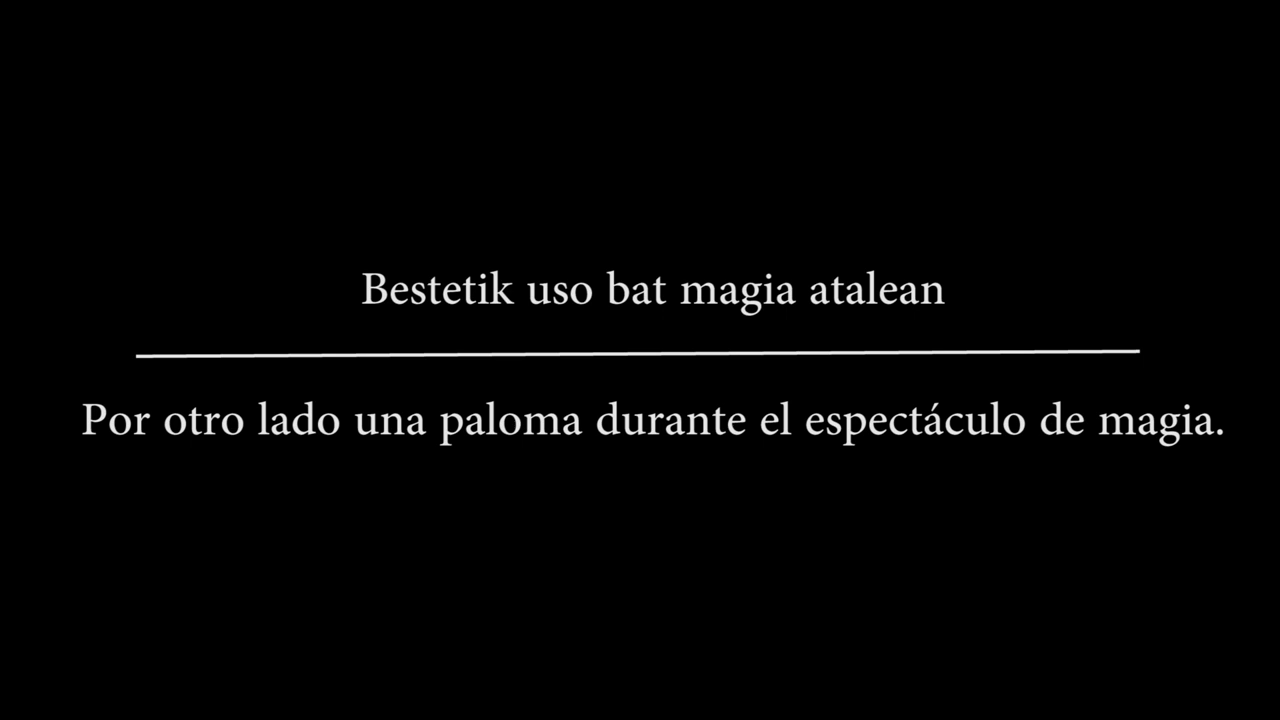 Bestetik uso bat magia atalean
Por otro lado una paloma durante el espectáculo de magia.